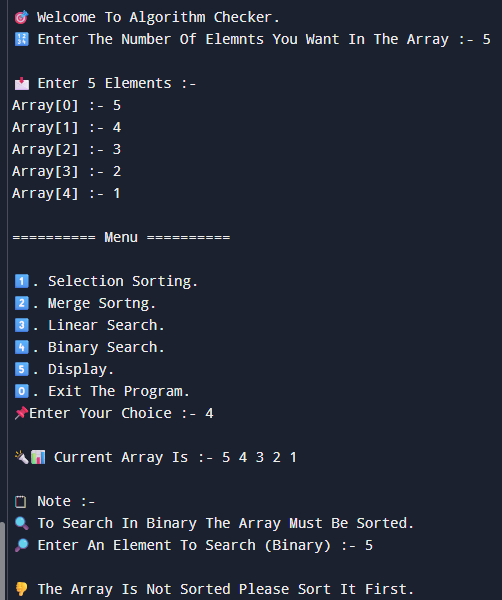 🎯 Welcome To Algorithm Checker.
🔢 Enter The Number Of Elemnts You Want In The Array :- 5
📩 Enter 5 Elements :-
Array[0] :- 5
Array[1] :- 4
Array[2] :- 3
Array[3] :- 2
Array[4] :- 1
========== Menu ==========
1️⃣. Selection Sorting.
2️⃣. Merge Sortng.
3️⃣. Linear Search.
4️⃣. Binary Search.
5️⃣. Display.
0️⃣. Exit The Program.
📌Enter Your Choice :- 4
🔦📊 Current Array Is :- 5 4 3 2 1
🗒️ Note :-
🔍 To Search In Binary The Array Must Be Sorted.
🔎 Enter An Element To Search (Binary) :- 5
👎 The Array Is Not Sorted Please Sort It First.